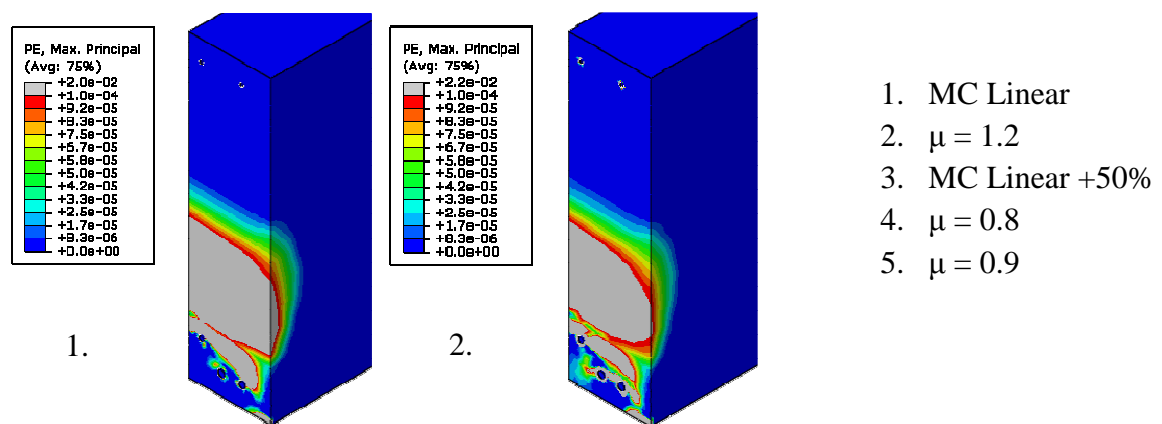 PE, Max. Principal
(Avg: 75%)
+2.0e-02
+1.0e-04
+9.2e-05
+8.3e-05
+7.5e-05
+6.7e-05
+5.8e-05
+5.0e-05
+4.2e-05
+3.3e-05
+2.5e-05
+1.7e-05
+8.3e-06
+0.0e+00
1.
PE, Max. Principal
(Avg: 75%)
+2.2e-02
+1.0e-04
+9.2e-05
+8.3e-05
+7.5e-05
+6.7e-05
+5.8e-05
+5.0e-05
+4.2e-05
+3.3e-05
+2.5e-05
+1.7e-05
+8.3e-06
+0.0e+00
2.
1. MC Linear
2. μ = 1.2
3. MC Linear +50%
4. μ = 0.8
5. μ = 0.9